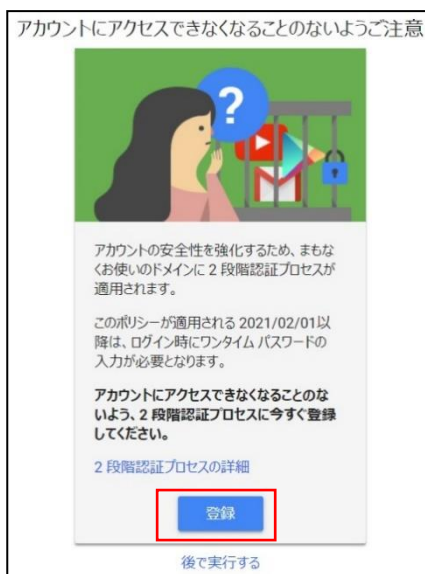 アカウントにアクセスできなくなることのないようご注意
?
アカウントの安全性を強化するため、まもな
くお使いのドメインに 2 段階認証プロセスが
適用されます。
このポリシーが適用される 2021/02/01以
降は、ログイン時にワンタイム パスワードの
入力が必要となります。
アカウントにアクセスできなくなることのな
いよう、2 段階認証プロセスに今すぐ登録
してください。
2 段階認証プロセスの詳細
登録
後で実行する